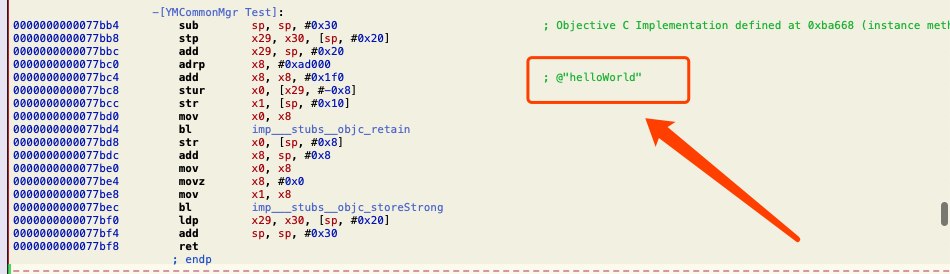 -[YMCommonMgr Test]:
0000000000077bb4 sub sp, sp, #0x30 ; Objective C Implementation defined at 0xba668 (instance meth
0000000000077bb8 stp x29, x30, [sp, #0x20]
0000000000077bbc add x29, sp, #0x20
0000000000077bc0 adrp x8, #0xad000
0000000000077bc4 add x8, x8, #0x1f0 ; @"helloWorld"
0000000000077bc8 stur x0, [x29, #-0x8]
0000000000077bcc str x1, [sp, #0x10]
0000000000077bd0 mov x0, x8
0000000000077bd4 bl imp___stubs__objc_retain
0000000000077bd8 str x0, [sp, #0x8]
0000000000077bdc add x8, sp, #0x8
0000000000077be0 mov x0, x8
0000000000077be4 movz x8, #0x0
0000000000077be8 mov x1, x8
0000000000077bec bl imp___stubs__objc_storeStrong
0000000000077bf0 ldp x29, x30, [sp, #0x20]
0000000000077bf4 add sp, sp, #0x30
0000000000077bf8 ret
; endp